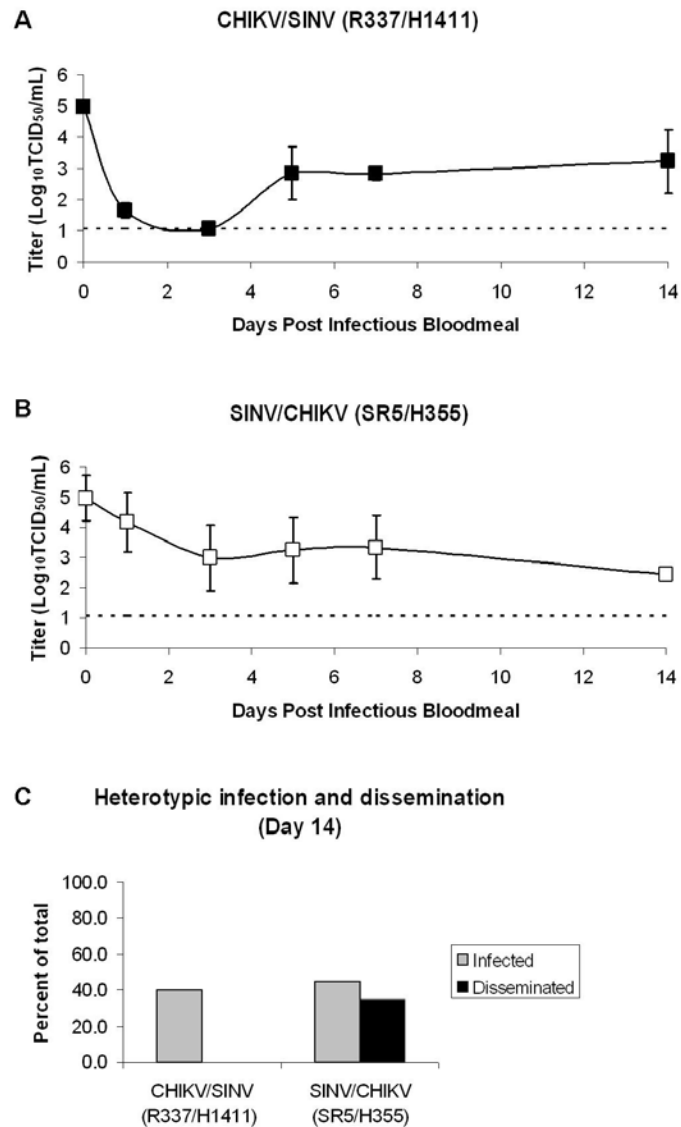 A
CHIKV/SINV (R337/H1411)
Titer (Log10TCID50/mL)
6
5
4
3
2
1
0
0 2 4 6 8 10 12 14
Days Post Infectious Bloodmeal
B
SINV/CHIKV (SR5/H355)
Titer (Log10TCID50/mL)
6
5
4
3
2
1
0
0 2 4 6 8 10 12 14
Days Post Infectious Bloodmeal
C
Heterotypic infection and dissemination
(Day 14)
Percent of total
100.0
80.0
60.0
40.0
20.0
0.0
Infected
Disseminated
CHIKV/SINV
(R337/H1411)
SINV/CHIKV
(SR5/H355)